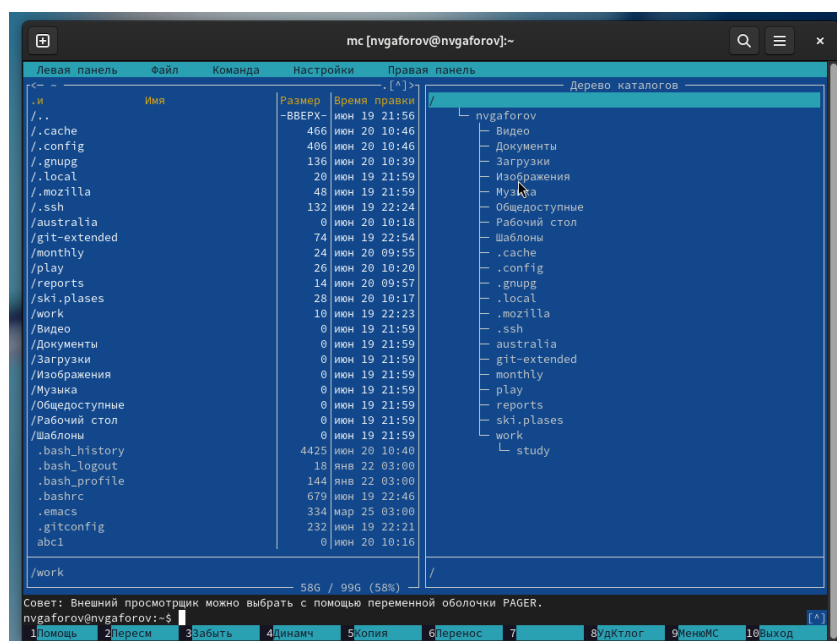 mc [nvgaforov@nvgaforov]:~
Левая панель Файл Команда Настройки Правая панель
<— ~ .[^]>
.и Имя Размер Время правки
/.. -ВВЕРХ- июн 19 21:56
/.cache 466 июн 20 10:46
/.config 406 июн 20 10:46
/.gnupg 136 июн 20 10:39
/.local 20 июн 19 21:59
/.mozilla 48 июн 19 21:59
/.ssh 132 июн 19 22:24
/australia 0 июн 20 10:18
/git-extended 74 июн 19 22:54
/monthly 24 июн 20 09:55
/play 26 июн 20 10:20
/reports 14 июн 20 09:57
/ski.plases 28 июн 20 10:17
/work 10 июн 19 22:23
/Видео 0 июн 19 21:59
/Документы 0 июн 19 21:59
/Загрузки 0 июн 19 21:59
/Изображения 0 июн 19 21:59
/Музыка 0 июн 19 21:59
/Общедоступные 0 июн 19 21:59
/Рабочий стол 0 июн 19 21:59
/Шаблоны 0 июн 19 21:59
.bash_history 4425 июн 20 10:40
.bash_logout 18 янв 22 03:00
.bash_profile 144 янв 22 03:00
.bashrc 679 июн 19 22:46
.emacs 334 мар 25 03:00
.gitconfig 232 июн 19 22:21
abc1 0 июн 20 10:16
/work
58G / 99G (58%)
Дерево каталогов
/
nvgaforov
Видео
Документы
Загрузки
Изображения
Музыка
Общедоступные
Рабочий стол
Шаблоны
.cache
.config
.gnupg
.local
.mozilla
.ssh
australia
git-extended
monthly
play
reports
ski.plases
work
study
/
Совет: Внешний просмотрщик можно выбрать с помощью переменной оболочки PAGER.
nvgaforov@nvgaforov:~$ [^]
1Помощь 2Пересм 3Забыть 4Динамч 5Копия 6Перенос 7 8УдКтлог 9МенюMC 10Выход